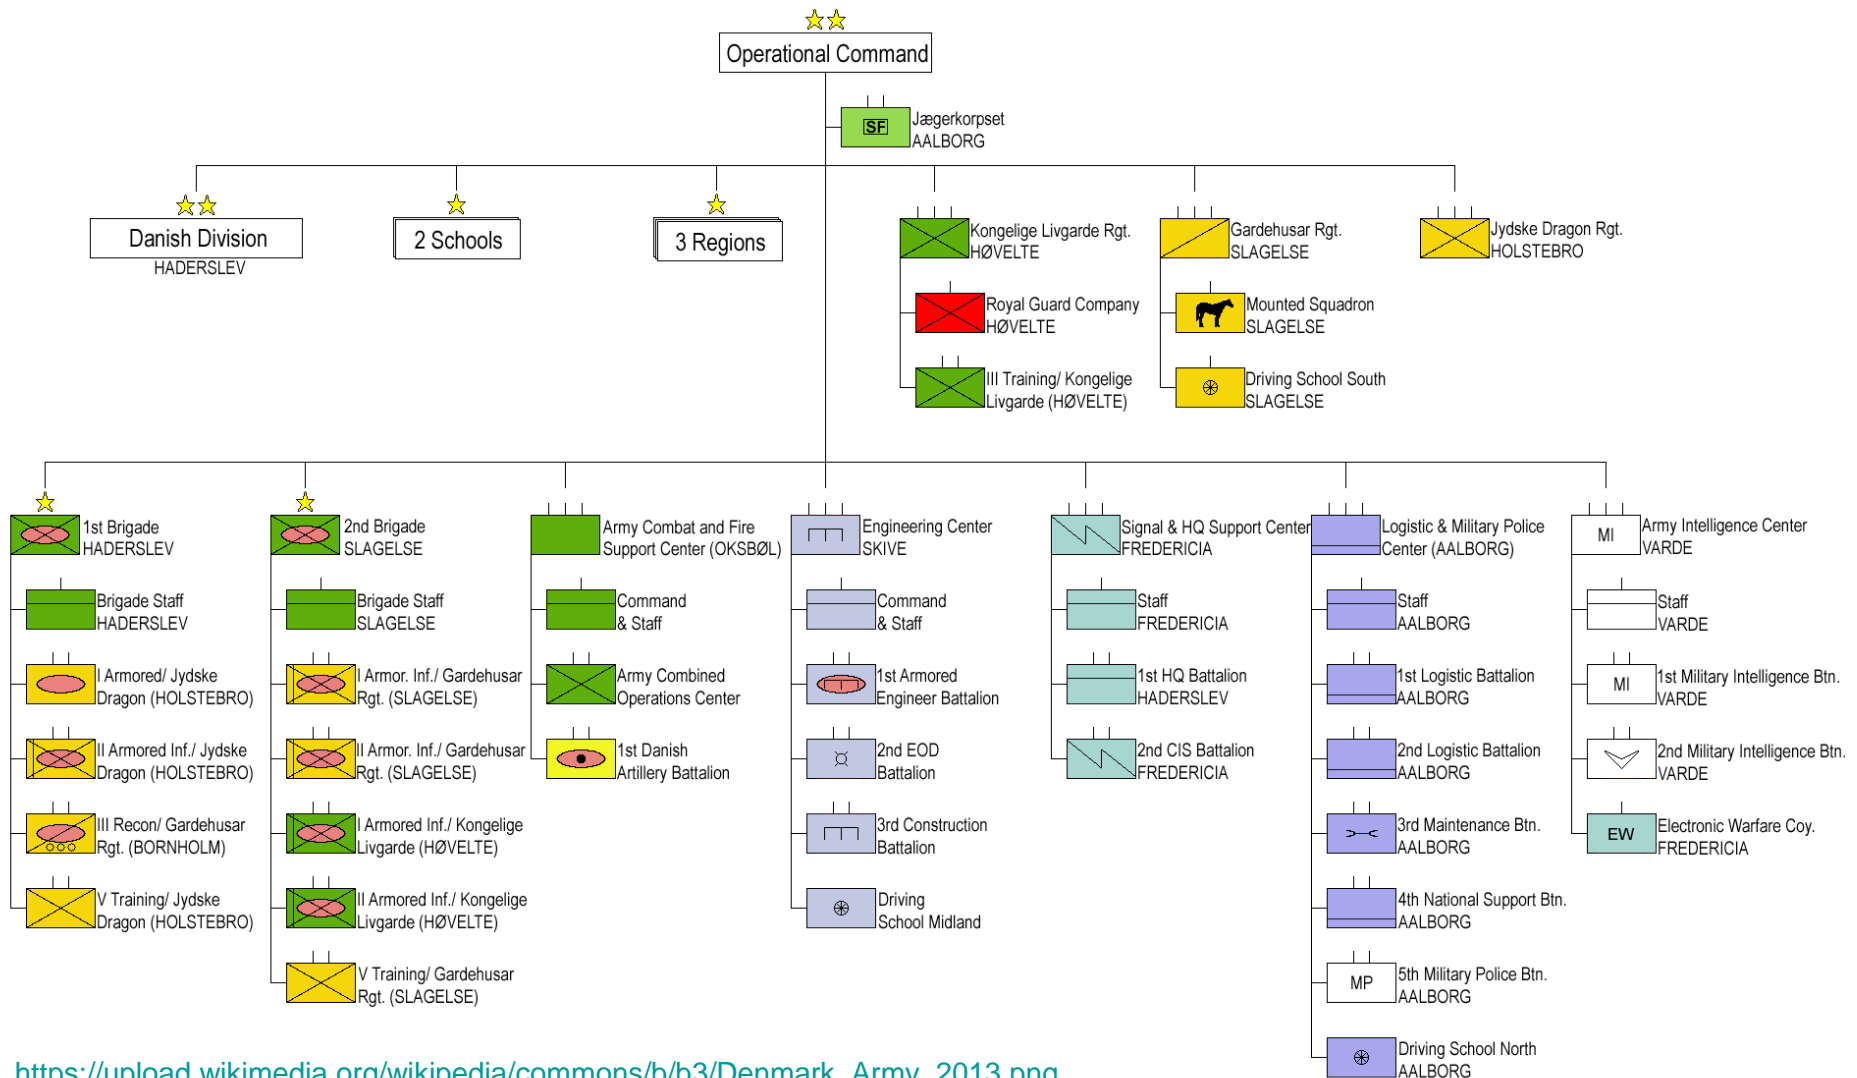 Operational Command
SF
Jægerkorpset
AALBORG
Danish Division
HADERSLEV
2 Schools
3 Regions
Kongelige Livgarde Rgt.
HØVELTE
Royal Guard Company
HØVELTE
III Training/ Kongelige
Livgarde (HØVELTE)
Gardehusar Rgt.
SLAGELSE
Mounted Squadron
SLAGELSE
Driving School South
SLAGELSE
Jydske Dragon Rgt.
HOLSTEBRO
1st Brigade
HADERSLEV
Brigade Staff
HADERSLEV
I Armored/ Jydske
Dragon (HOLSTEBRO)
II Armored Inf./ Jydske
Dragon (HOLSTEBRO)
III Recon/ Gardehusar
Rgt. (BORNHOLM)
V Training/ Jydske
Dragon (HOLSTEBRO)
2nd Brigade
SLAGELSE
Brigade Staff
SLAGELSE
I Armor. Inf./ Gardehusar
Rgt. (SLAGELSE)
II Armor. Inf./ Gardehusar
Rgt. (SLAGELSE)
I Armored Inf./ Kongelige
Livgarde (HØVELTE)
II Armored Inf./ Kongelige
Livgarde (HØVELTE)
V Training/ Gardehusar
Rgt. (SLAGELSE)
Army Combat and Fire
Support Center (OKSBØL)
Command
& Staff
Army Combined
Operations Center
1st Danish
Artillery Battalion
Engineering Center
SKIVE
Command
& Staff
1st Armored
Engineer Battalion
2nd EOD
Battalion
3rd Construction
Battalion
Driving
School Midland
Signal & HQ Support Center
FREDERICIA
Staff
FREDERICIA
1st HQ Battalion
HADERSLEV
2nd CIS Battalion
FREDERICIA
Logistic & Military Police
Center (AALBORG)
Staff
AALBORG
1st Logistic Battalion
AALBORG
2nd Logistic Battalion
AALBORG
3rd Maintenance Btn.
AALBORG
4th National Support Btn.
AALBORG
MP
5th Military Police Btn.
AALBORG
Driving School North
AALBORG
MI
Army Intelligence Center
VARDE
Staff
VARDE
MI
1st Military Intelligence Btn.
VARDE
2nd Military Intelligence Btn.
VARDE
EW
Electronic Warfare Coy.
FREDERICIA
https://upload.wikimedia.org/wikipedia/commons/b/b3/Denmark_Army_2013.png